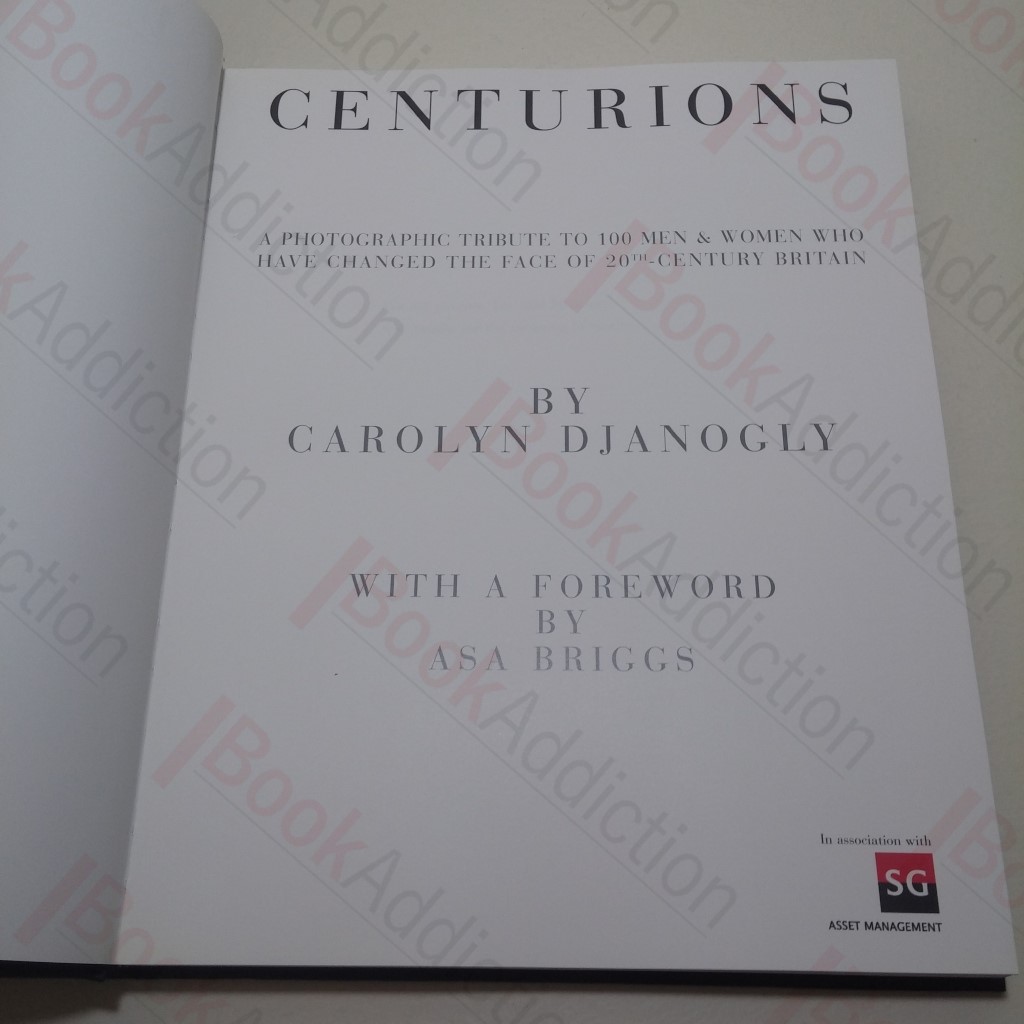 CENTURIONS
A PHOTOGRAPHIC TRIBUTE TO 100 MEN & WOMEN WHO
HAVE CHANGED THE FACE OF 20TH-CENTURY BRITAIN
BY
CAROLYN DJANOGLY
WITH A FOREWORD
BY
ASA BRIGGS
In association with
SG
ASSET MANAGEMENT
BookAddiction